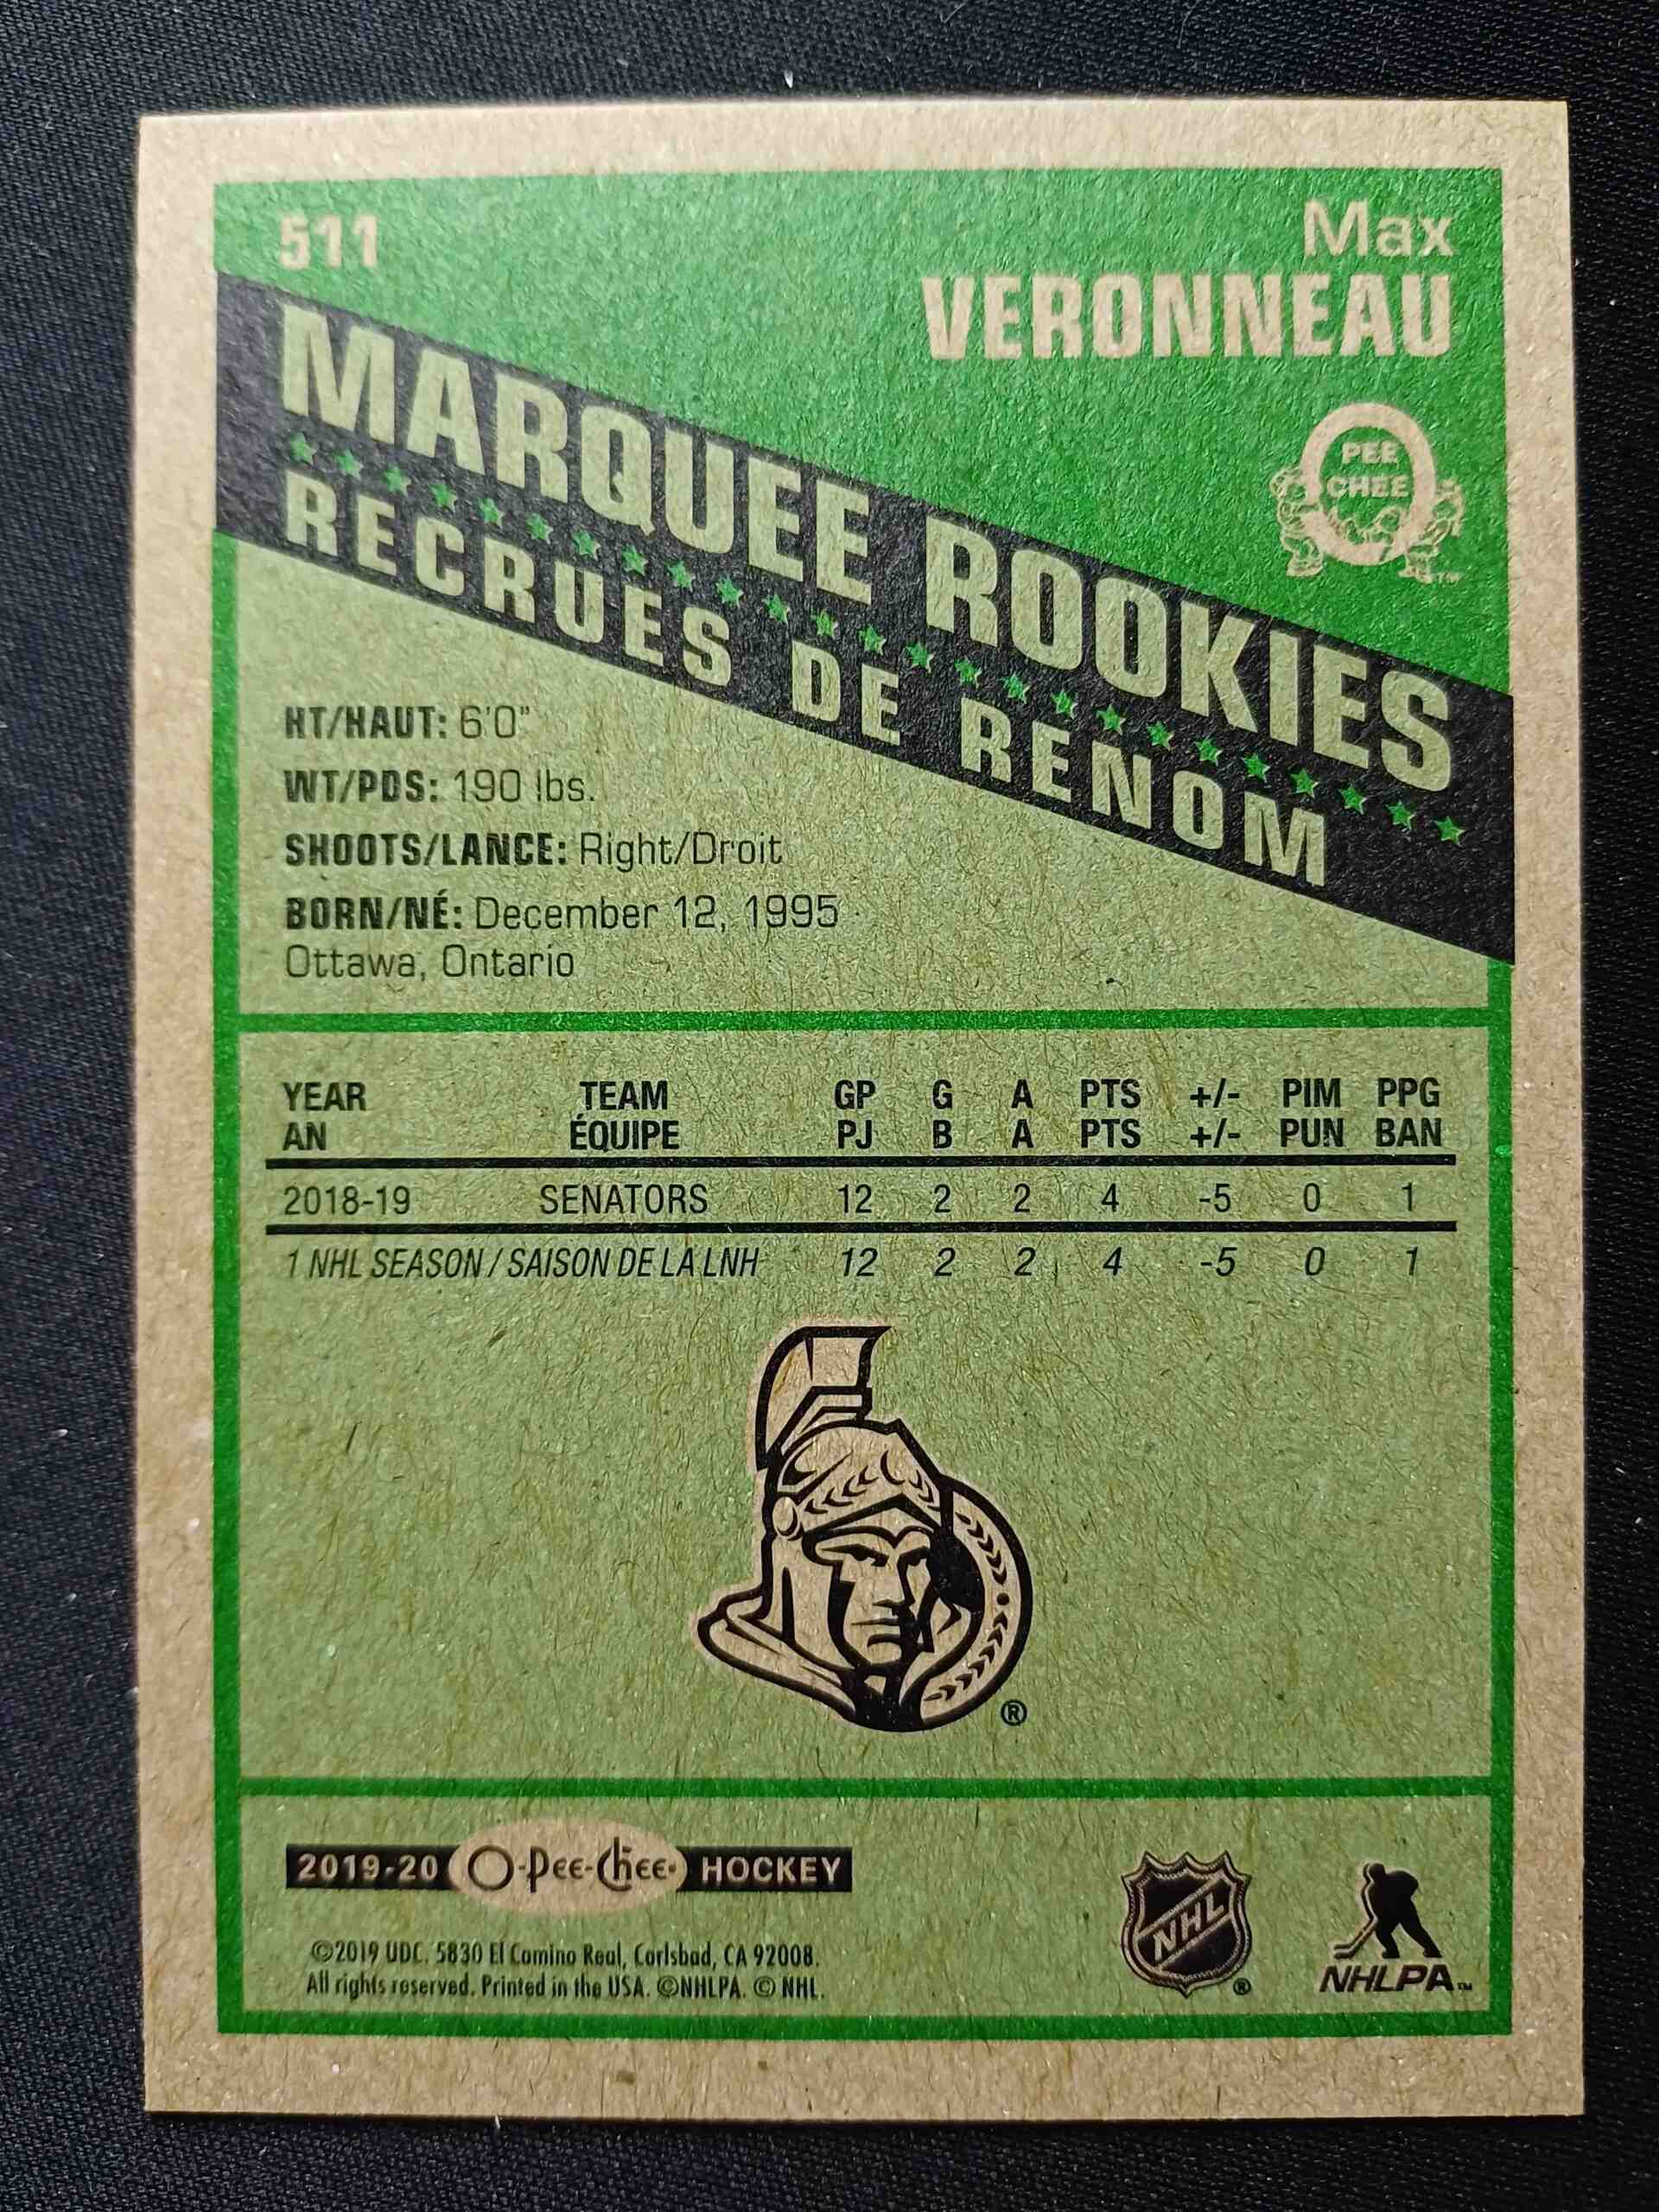 511
Max
VERONNEAU
PEE
CHEE
TM
MARQUEE ROOKIES
RECRUES DE RENOM
HT/HAUT: 6'0"
WT/PDS: 190 lbs.
SHOOTS/LANCE: Right/Droit
BORN/NÉ: December 12, 1995
Ottawa, Ontario
YEAR TEAM GP G A PTS +/- PIM PPG
AN ÉQUIPE PJ B A PTS +/- PUN BAN
2018-19 SENATORS 12 2 2 4 -5 0 1
1 NHL SEASON / SAISON DE LA LNH 12 2 2 4 -5 0 1
®
2019-20 O-Pee-Chee HOCKEY
©2019 UDC. 5830 El Camino Real, Carlsbad, CA 92008.
All rights reserved. Printed in the USA. ©NHLPA. © NHL.
NHL ®
NHLPA™